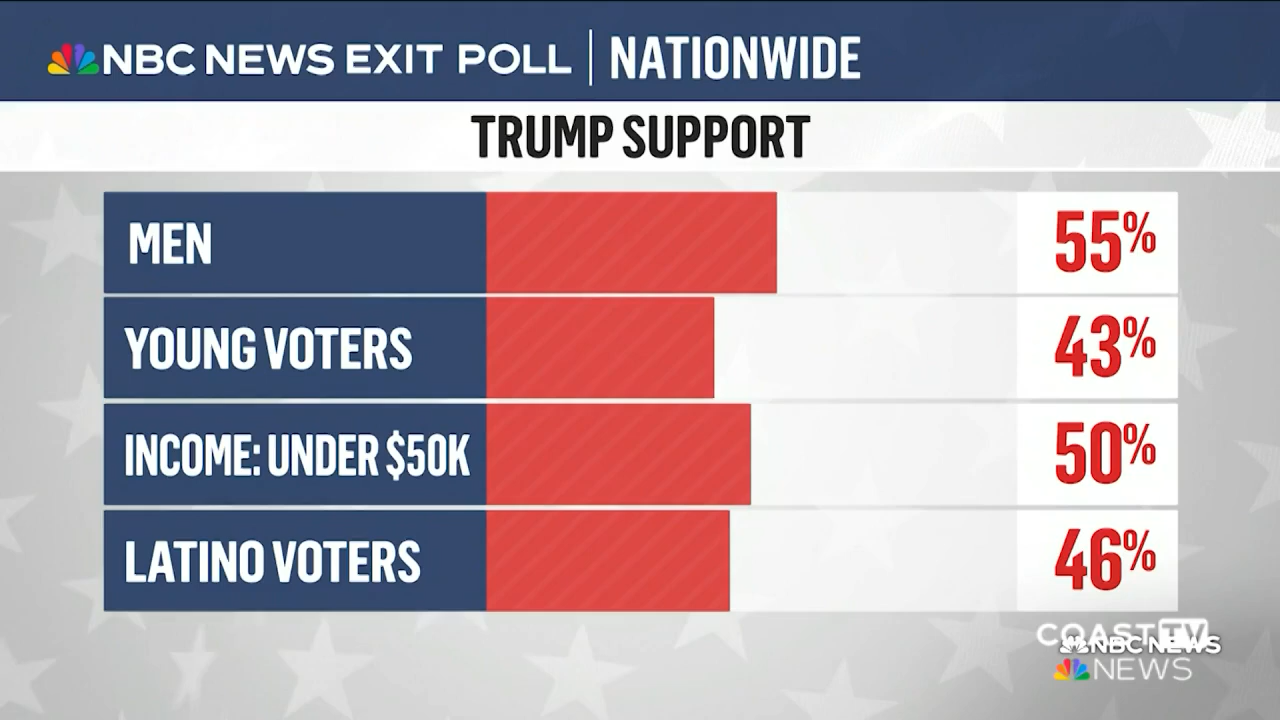 NBC NEWS EXIT POLL | NATIONWIDE
TRUMP SUPPORT
MEN 55%
YOUNG VOTERS 43%
INCOME: UNDER $50K 50%
LATINO VOTERS 46%
COAST TV
NBC NEWS
NEWS